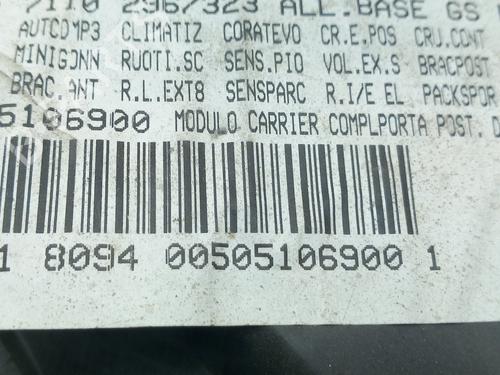 7110 2967323 ALL.BASE GS
AUTCDMP3 CLIMATIZ CORATEVO CR.E.POS CRU.CONT
MINIGONN RUOTI.SC SENS.PIO VOL.EX.S BRACPOST
BRAC.ANT R.L.EXT8 SENSPARC R.I/E EL PACKSPOR
5106900 MODULO CARRIER COMPLPORTA POST. D
1 8094 00505106900 1